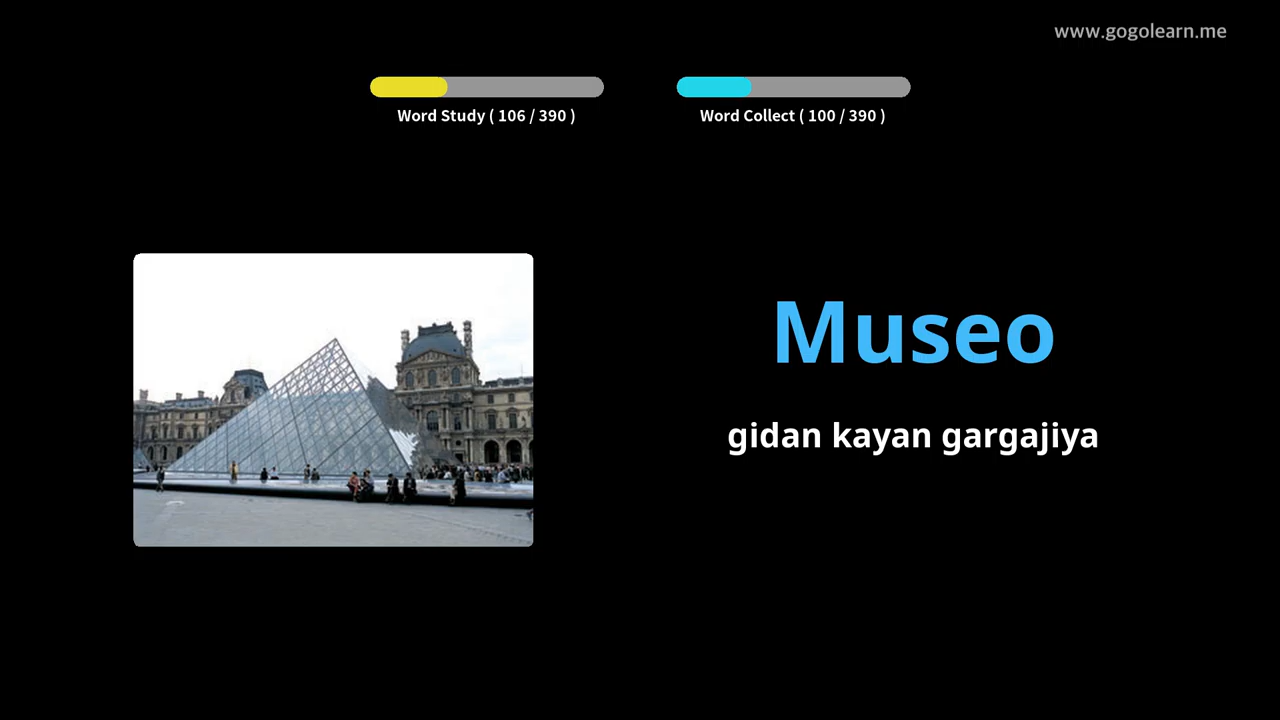 www.gogolearn.me
Word Study ( 106 / 390 )
Word Collect ( 100 / 390 )
Museo
gidan kayan gargajiya